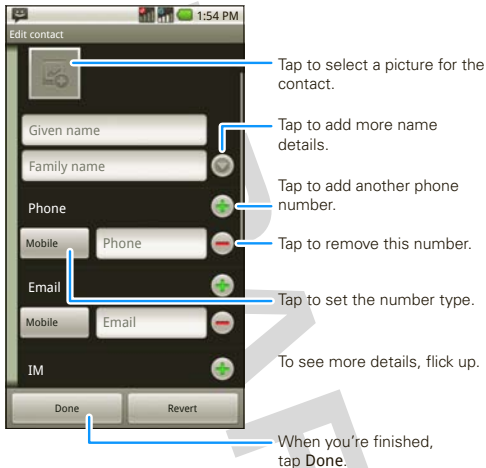 1:54 PM
Edit contact
Tap to select a picture for the
contact.
Given name
Tap to add more name
details.
Family name
Tap to add another phone
number.
Phone
Mobile
Phone
Tap to remove this number.
Email
Tap to set the number type.
Mobile
Email
IM
To see more details, flick up.
Done
Revert
When you're finished,
tap Done.